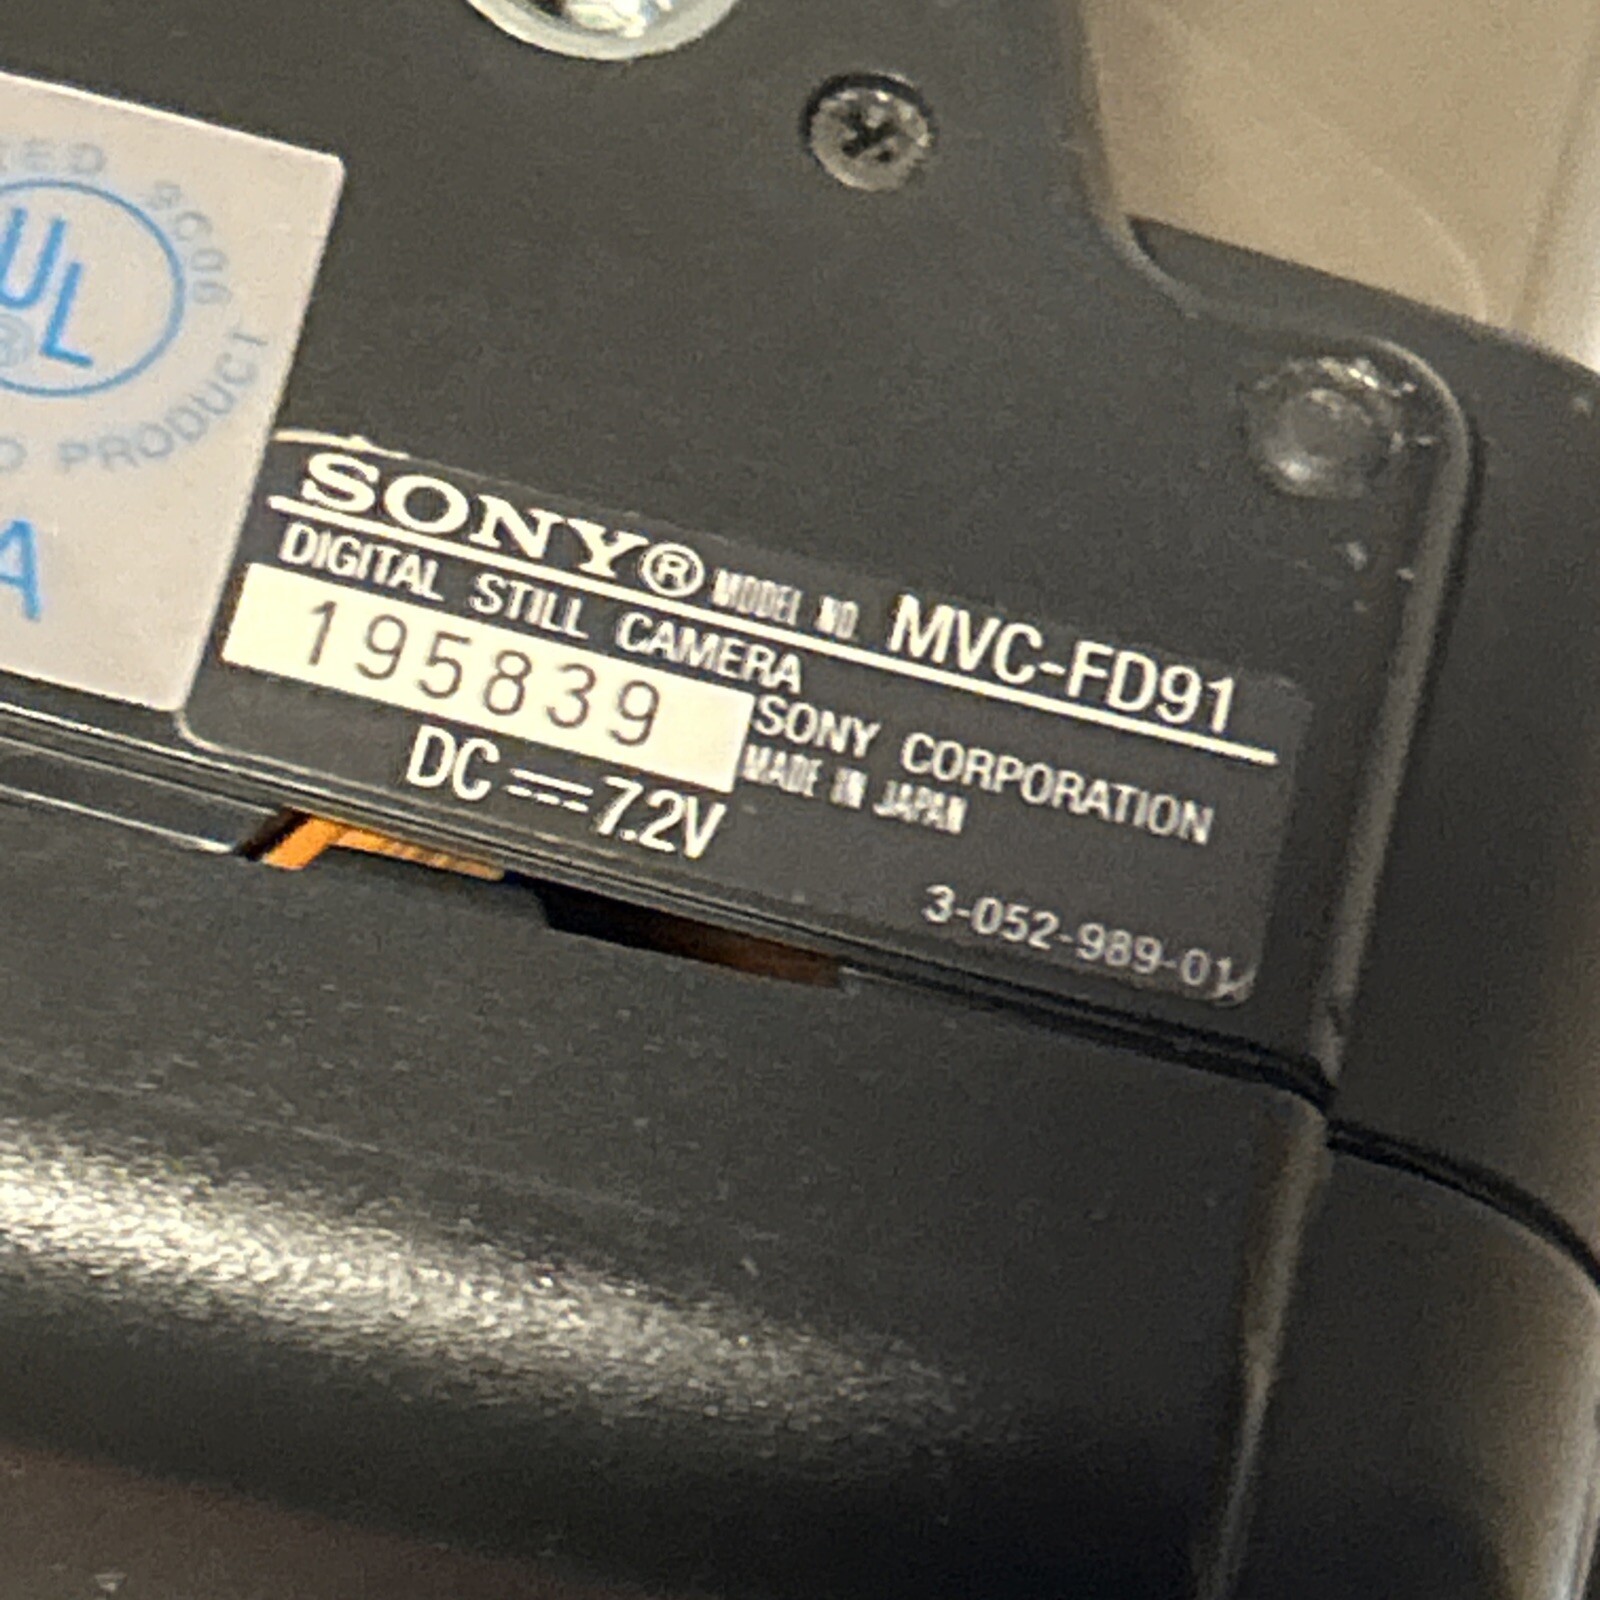 9006
UL
®
PRODUCT
A
SONY® MODEL NO. MVC-FD91
DIGITAL STILL CAMERA
195839
SONY CORPORATION
MADE IN JAPAN
DC ⎓ 7.2V
3-052-989-01